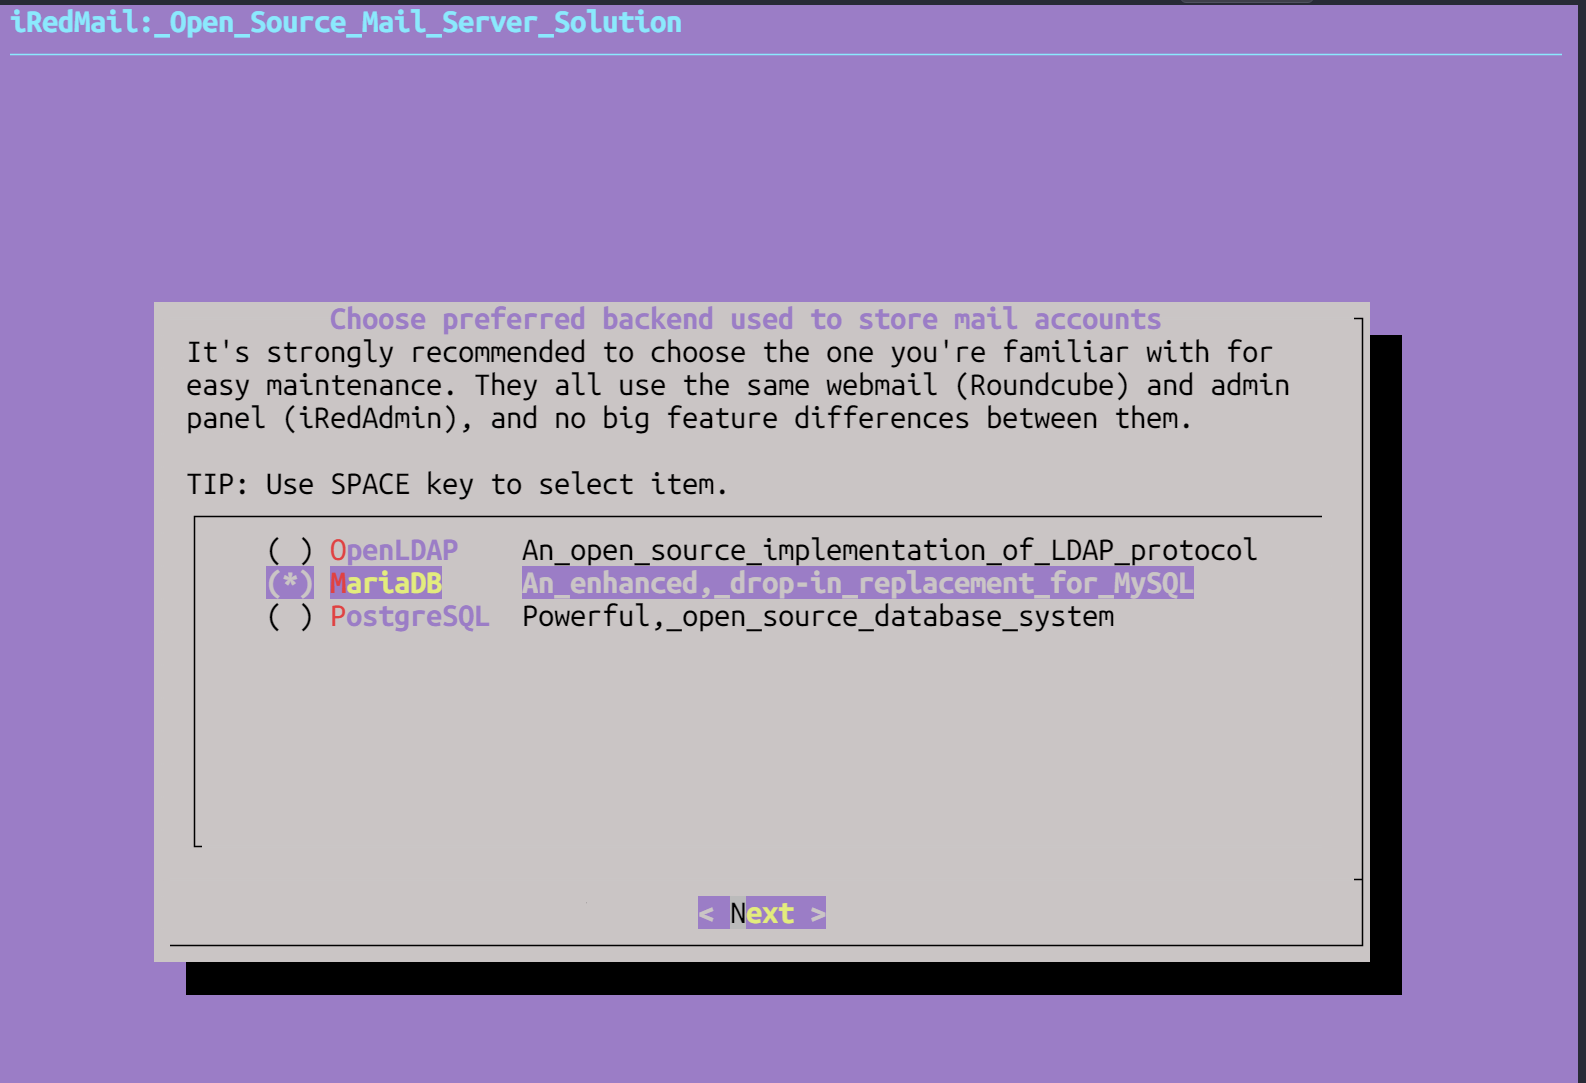 iRedMail:_Open_Source_Mail_Server_Solution
Choose preferred backend used to store mail accounts
It's strongly recommended to choose the one you're familiar with for
easy maintenance. They all use the same webmail (Roundcube) and admin
panel (iRedAdmin), and no big feature differences between them.
TIP: Use SPACE key to select item.
( ) OpenLDAP An_open_source_implementation_of_LDAP_protocol
(*) MariaDB An_enhanced,_drop-in_replacement_for_MySQL
( ) PostgreSQL Powerful,_open_source_database_system
< Next >